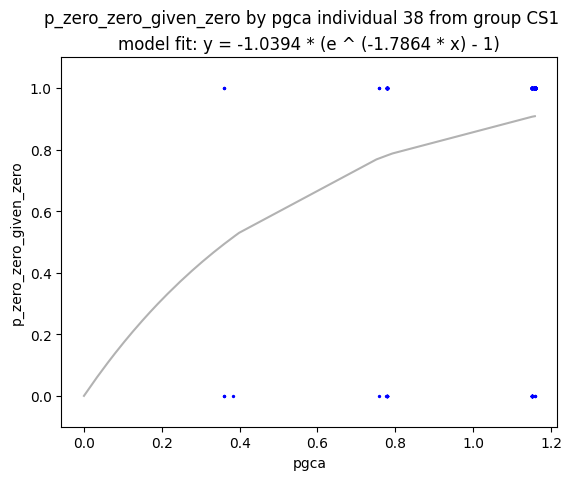 p_zero_zero_given_zero by pgca individual 38 from group CS1
model fit: y = -1.0394 * (e ^ (-1.7864 * x) - 1)
p_zero_zero_given_zero
1.0
0.8
0.6
0.4
0.2
0.0
0.0 0.2 0.4 0.6 0.8 1.0 1.2
pgca